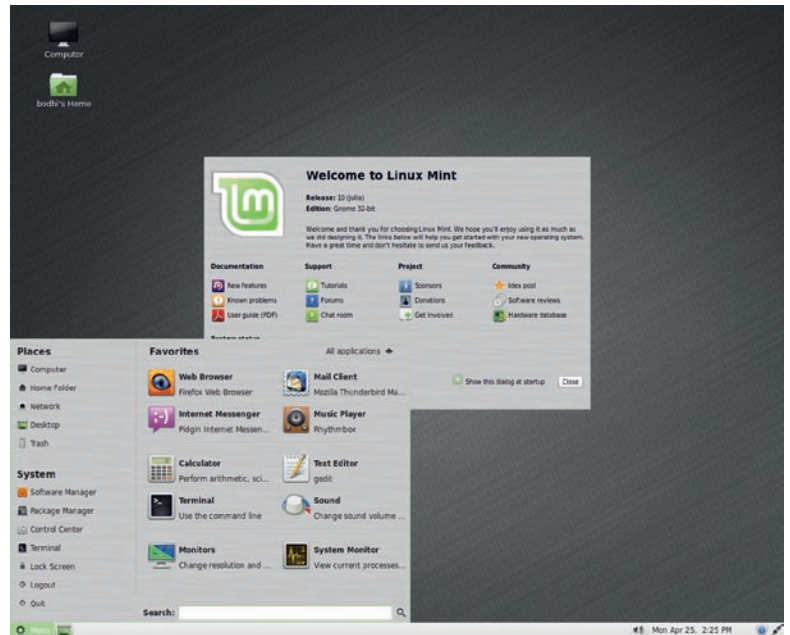 Computer
bodhi's Home
Welcome to Linux Mint
Release: 10 (julia)
Edition: Gnome 32-bit
Welcome and thank you for choosing Linux Mint. We hope you'll enjoy using it as much as
we did designing it. The links below will help you get started with your new operating system.
Have a great time and don't hesitate to send us your feedback.
Documentation Support Project Community
New features Tutorials Sponsors Idea pool
Known problems Forums Donations Software reviews
User guide (PDF) Chat room Get involved Hardware database
Show this dialog at startup Close
Places
Computer
Home Folder
Network
Desktop
Trash
System
Software Manager
Package Manager
Control Center
Terminal
Lock Screen
Logout
Quit
Favorites All applications
Web Browser
Firefox Web Browser
Mail Client
Mozilla Thunderbird Ma...
Internet Messenger
Pidgin Internet Messen...
Music Player
Rhythmbox
Calculator
Perform arithmetic, sci...
Text Editor
gedit
Terminal
Use the command line
Sound
Change sound volume ...
Monitors
Change resolution and ...
System Monitor
View current processes...
Search:
Mon Apr 25, 2:25 PM